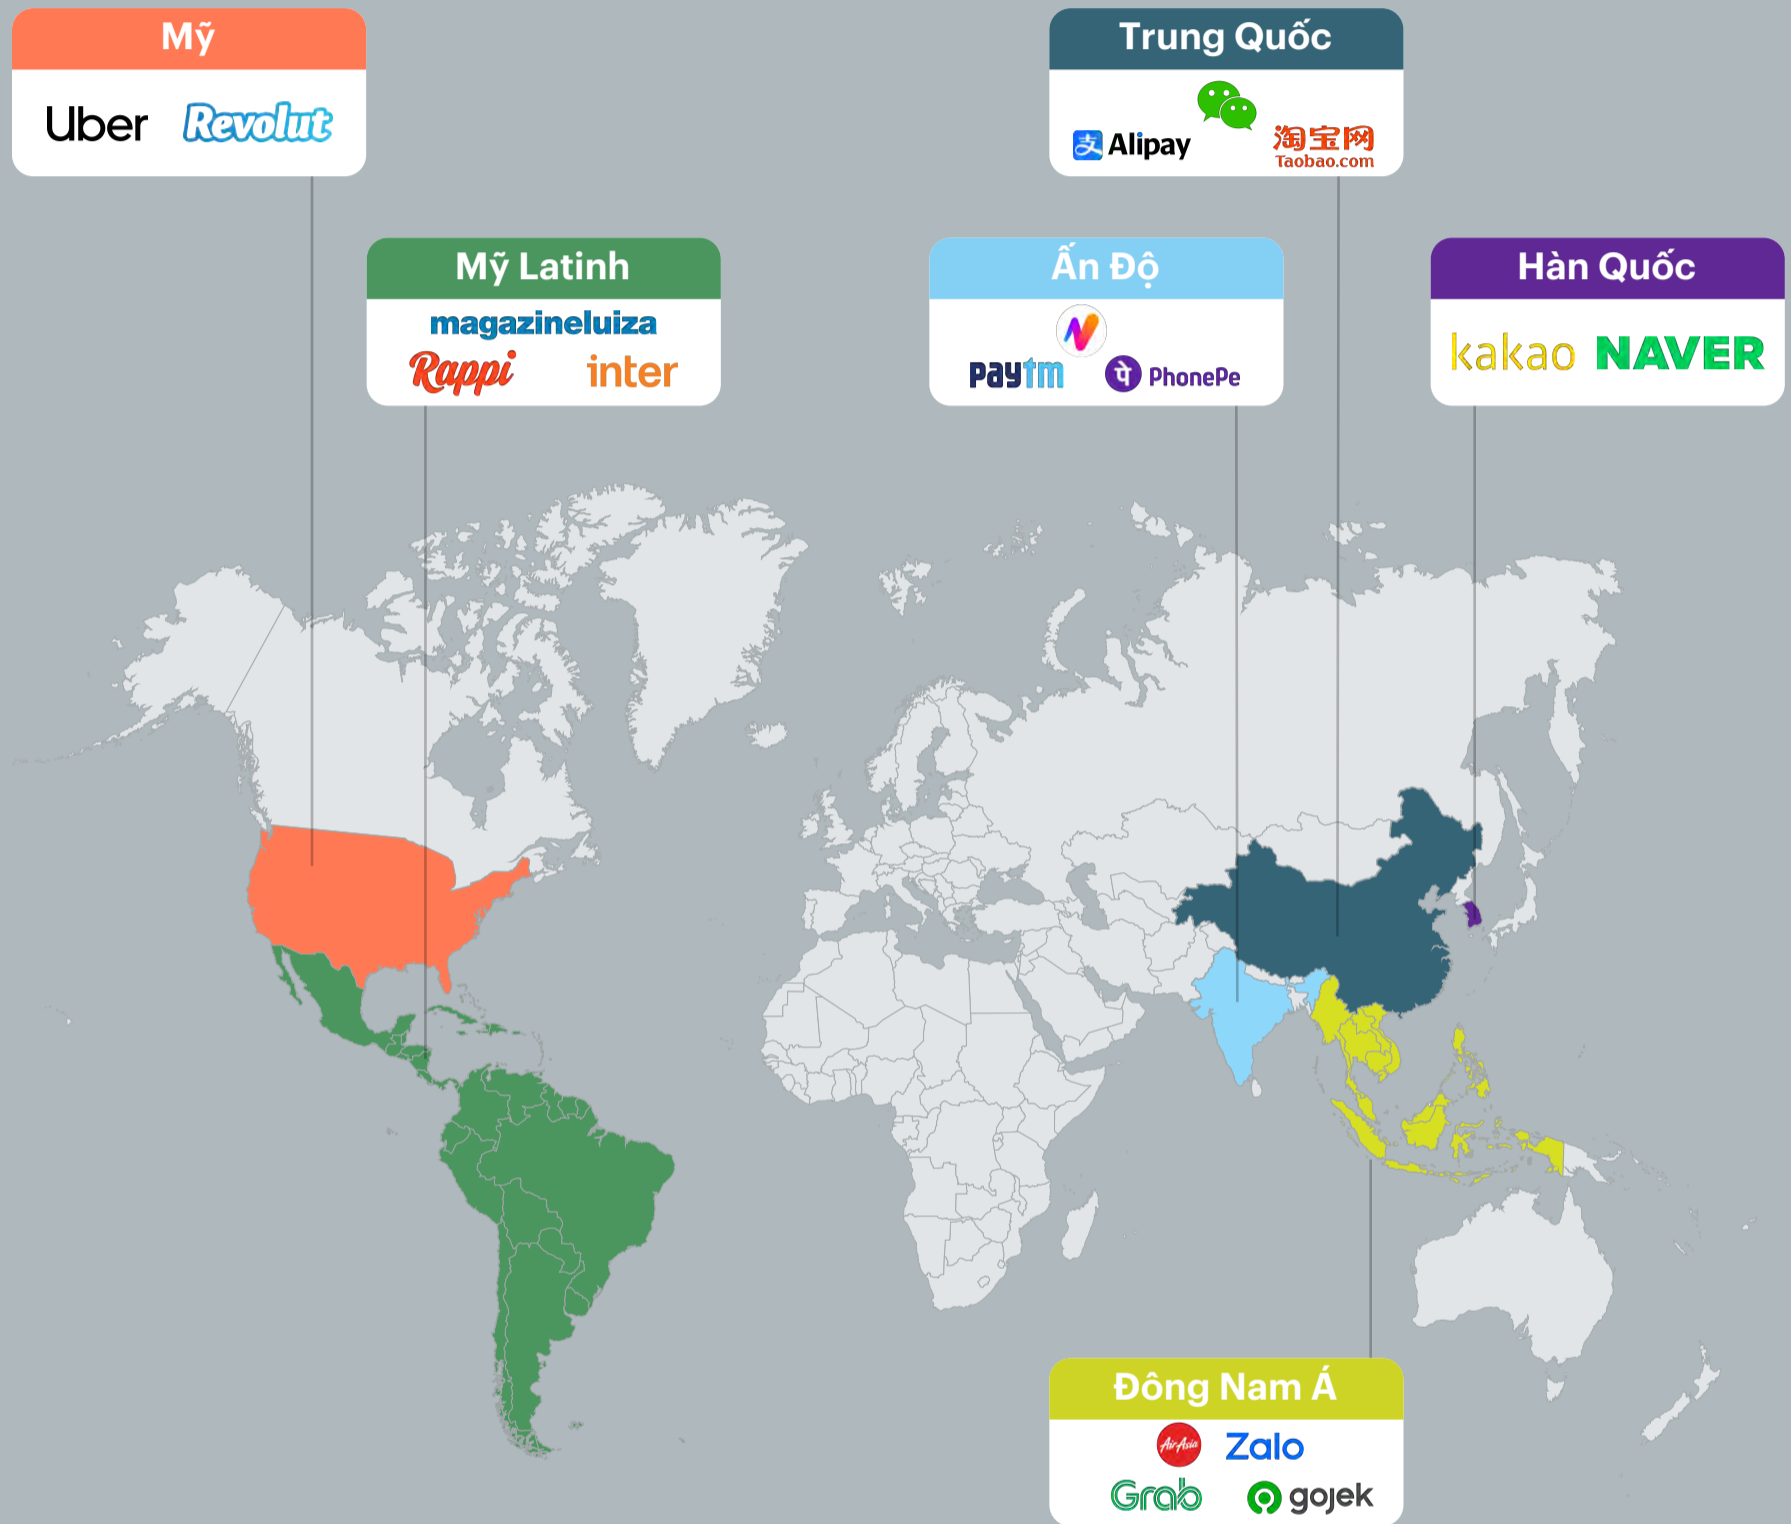 Mỹ
Uber Revolut
Trung Quốc
支 Alipay
淘宝网
Taobao.com
Mỹ Latinh
magazineluiza
Rappi inter
Ấn Độ
N
paytm पे PhonePe
Hàn Quốc
kakao NAVER
Đông Nam Á
AirAsia Zalo
Grab gojek